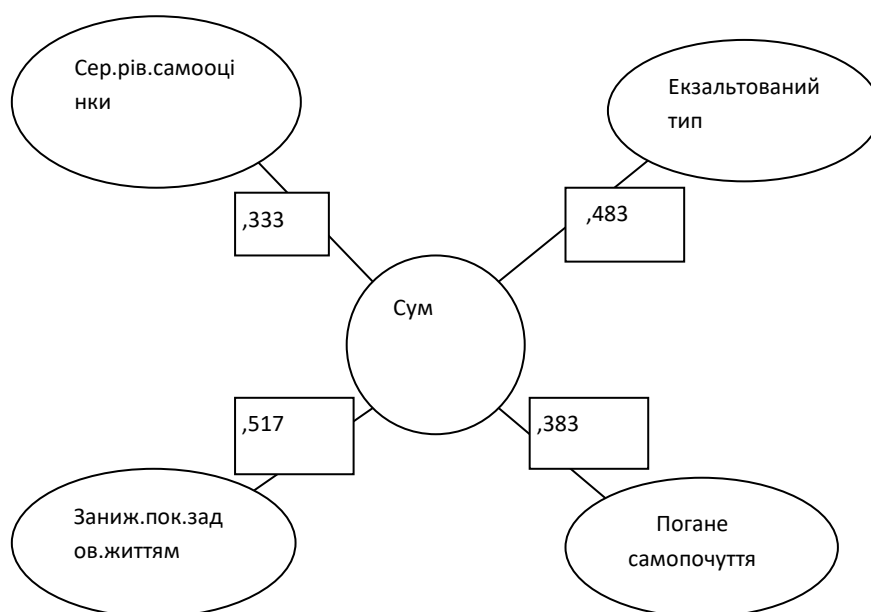 Сер.рів.самооці
нки
Екзальтований
тип
,333
,483
Сум
,517
,383
Заниж.пок.зад
ов.життям
Погане
самопочуття